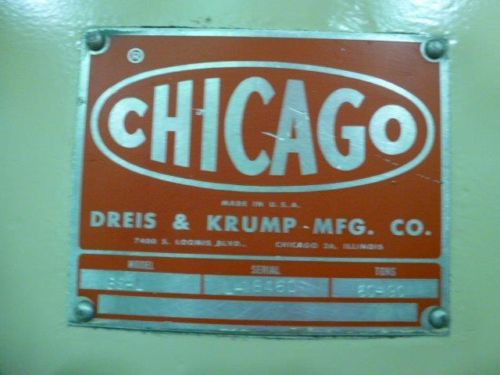 ®
CHICAGO
MADE IN U.S.A.
DREIS & KRUMP-MFG. CO.
7400 S. LOOMIS BLVD., CHICAGO 36, ILLINOIS
MODEL SERIAL TONS